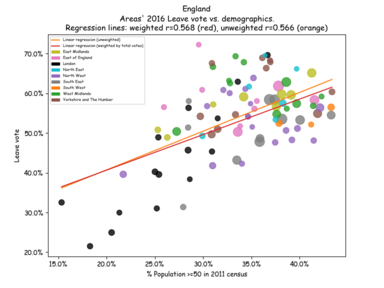 England
Areas' 2016 Leave vote vs. demographics.
Regression lines: weighted r=0.568 (red), unweighted r=0.566 (orange)
Linear regression (unweighted)
Linear regression (weighted by total votes)
East Midlands
East of England
London
North East
North West
South East
South West
West Midlands
Yorkshire and The Humber
70.0%
60.0%
50.0%
40.0%
30.0%
20.0%
Leave vote
15.0%
20.0%
25.0%
30.0%
35.0%
40.0%
% Population >=50 in 2011 census